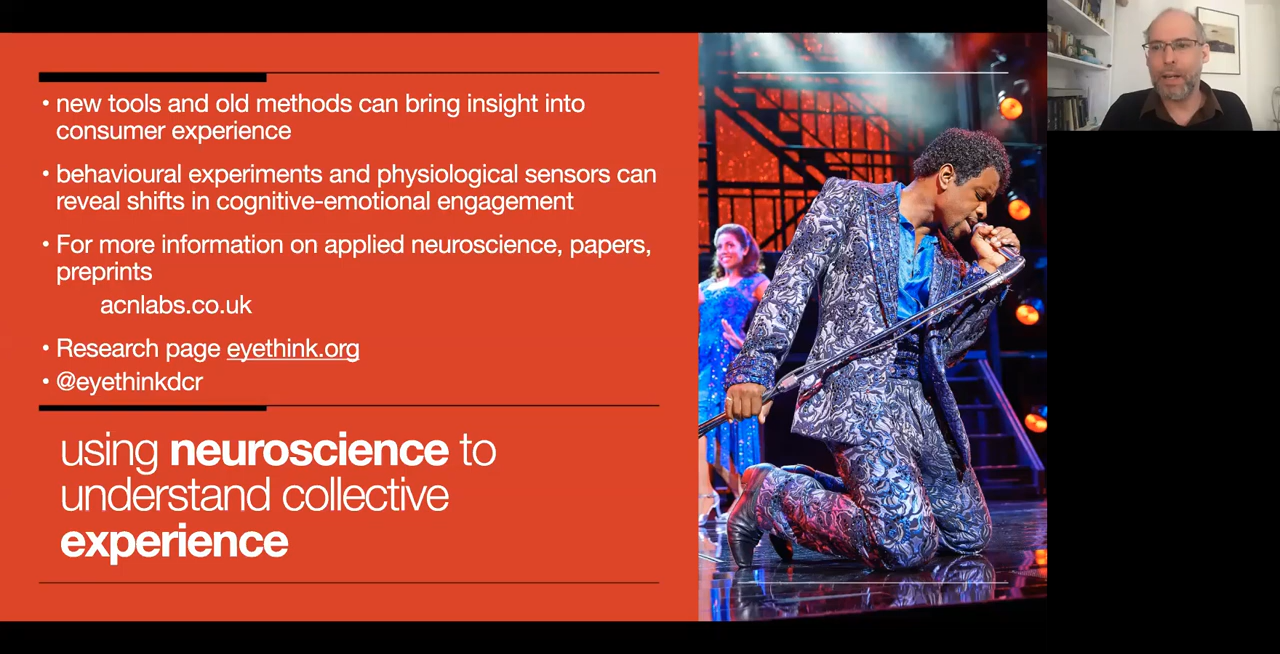 • new tools and old methods can bring insight into
consumer experience
• behavioural experiments and physiological sensors can
reveal shifts in cognitive-emotional engagement
• For more information on applied neuroscience, papers,
preprints
acnlabs.co.uk
• Research page eyethink.org
• @eyethinkdcr
using neuroscience to
understand collective
experience